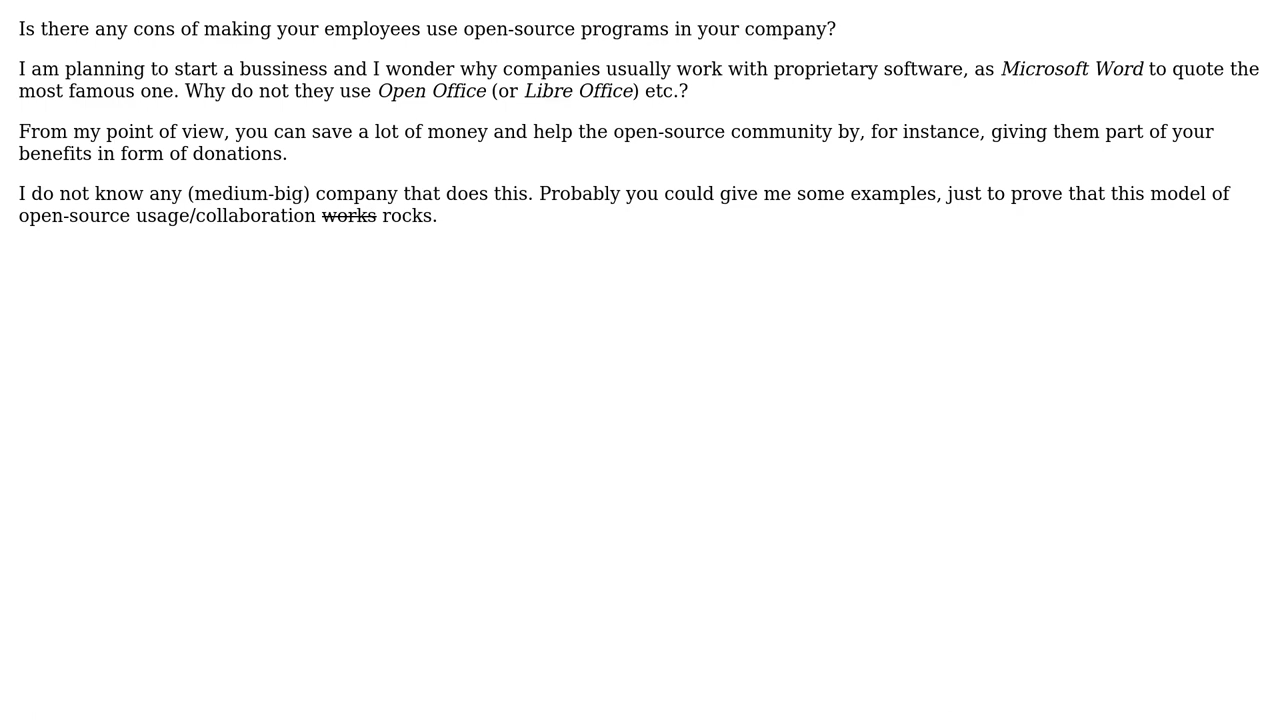 Is there any cons of making your employees use open-source programs in your company?
I am planning to start a bussiness and I wonder why companies usually work with proprietary software, as Microsoft Word to quote the
most famous one. Why do not they use Open Office (or Libre Office) etc.?
From my point of view, you can save a lot of money and help the open-source community by, for instance, giving them part of your
benefits in form of donations.
I do not know any (medium-big) company that does this. Probably you could give me some examples, just to prove that this model of
open-source usage/collaboration works rocks.